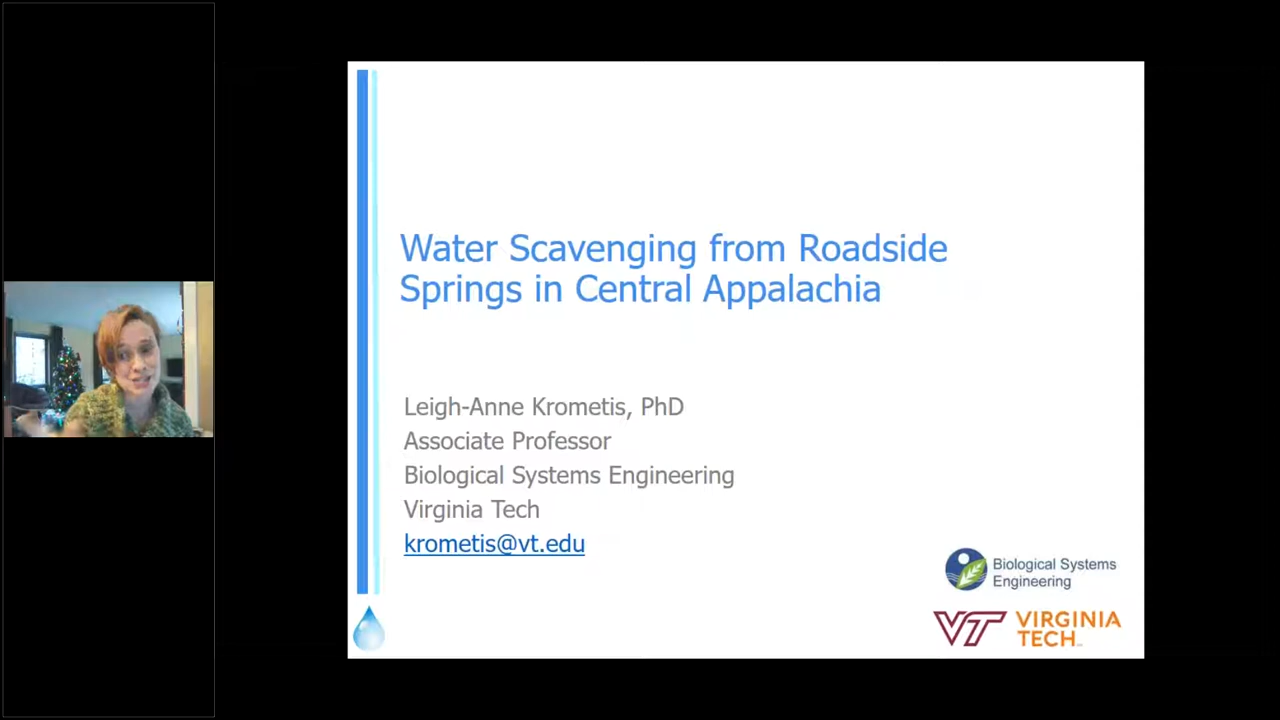 Water Scavenging from Roadside
Springs in Central Appalachia
Leigh-Anne Krometis, PhD
Associate Professor
Biological Systems Engineering
Virginia Tech
krometis@vt.edu
Biological Systems
Engineering
VT VIRGINIA
TECH